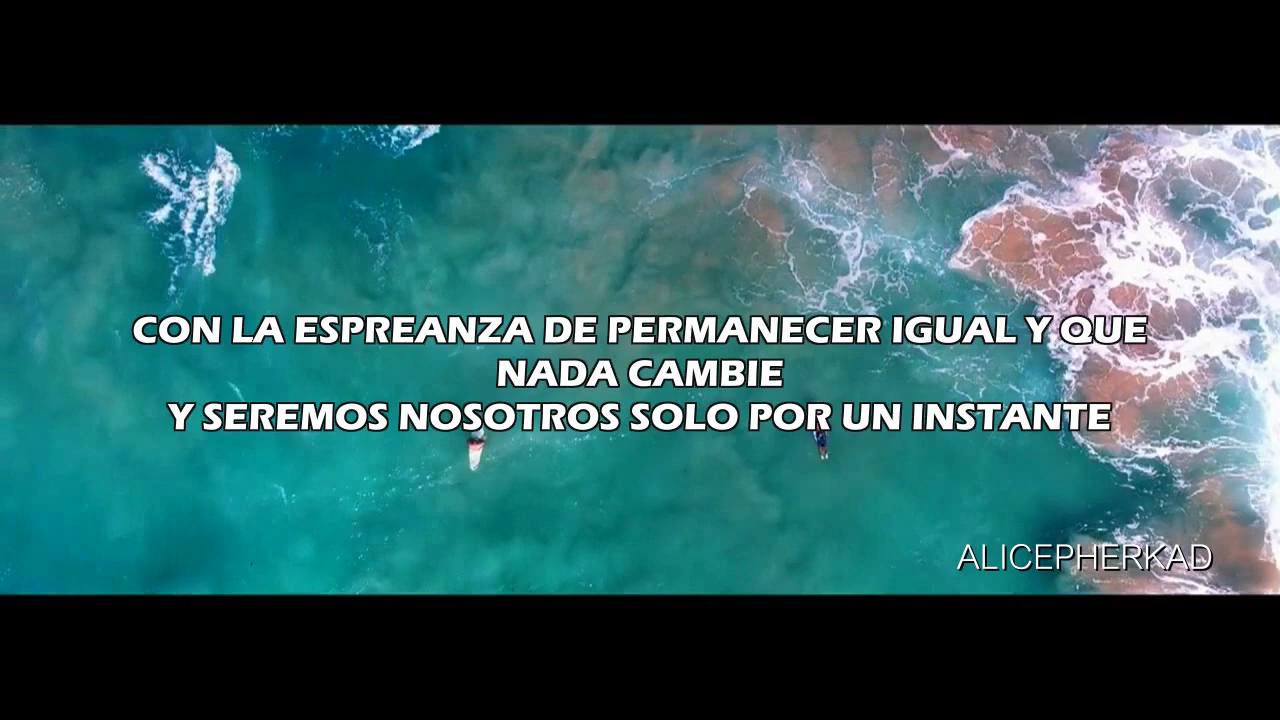 CON LA ESPREANZA DE PERMANECER IGUAL Y QUE
NADA CAMBIE
Y SEREMOS NOSOTROS SOLO POR UN INSTANTE
ALICEPHERKAD